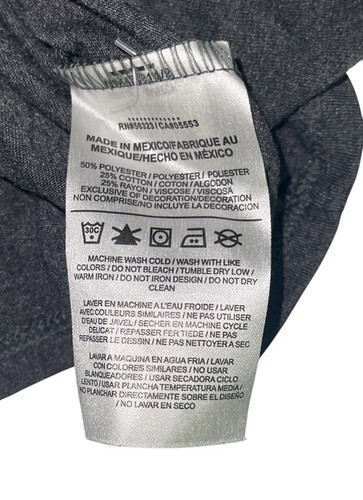 RN#56323/CA#05553
MADE IN MEXICO/FABRIQUE AU
MEXIQUE/HECHO EN MÉXICO
50% POLYESTER / POLYESTER / POLIESTER
25% COTTON / COTON / ALGODON
25% RAYON / VISCOSE / VISCOSA
EXCLUSIVE OF DECORATION/DECORATION
NON COMPRISE/NO INCLUYE LA DECORACION
30C
MACHINE WASH COLD / WASH WITH LIKE
COLORS / DO NOT BLEACH / TUMBLE DRY LOW /
WARM IRON / DO NOT IRON DESIGN / DO NOT DRY
CLEAN
LAVER EN MACHINE A L'EAU FROIDE / LAVER
AVEC COULEURS SIMILAIRES / NE PAS UTILISER
D'EAU DE JAVEL / SECHER EN MACHINE CYCLE
DELICAT / REPASSER FER TIEDE / NE PAS
REPASSER LE DESSIN / NE PAS NETTOYER A SEC
LAVAR A MAQUINA EN AGUA FRIA / LAVAR
CON COLORES SIMILARES / NO USAR
BLANQUEADORES / USAR SECADORA CICLO
LENTO / USAR PLANCHA TEMPERATURA MEDIA /
NO PLANCHAR DIRECTAMENTE SOBRE EL DISEÑO
/ NO LAVAR EN SECO